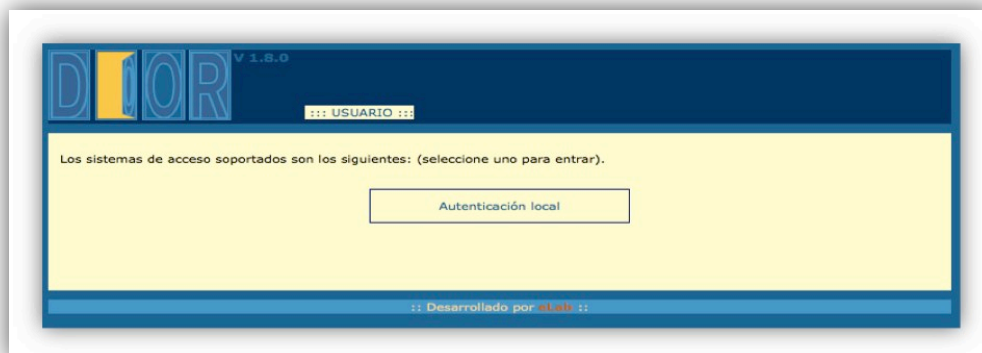 DOOR V 1.8.0
::: USUARIO :::
Los sistemas de acceso soportados son los siguientes: (seleccione uno para entrar).
Autenticación local
:: Desarrollado por eLab ::